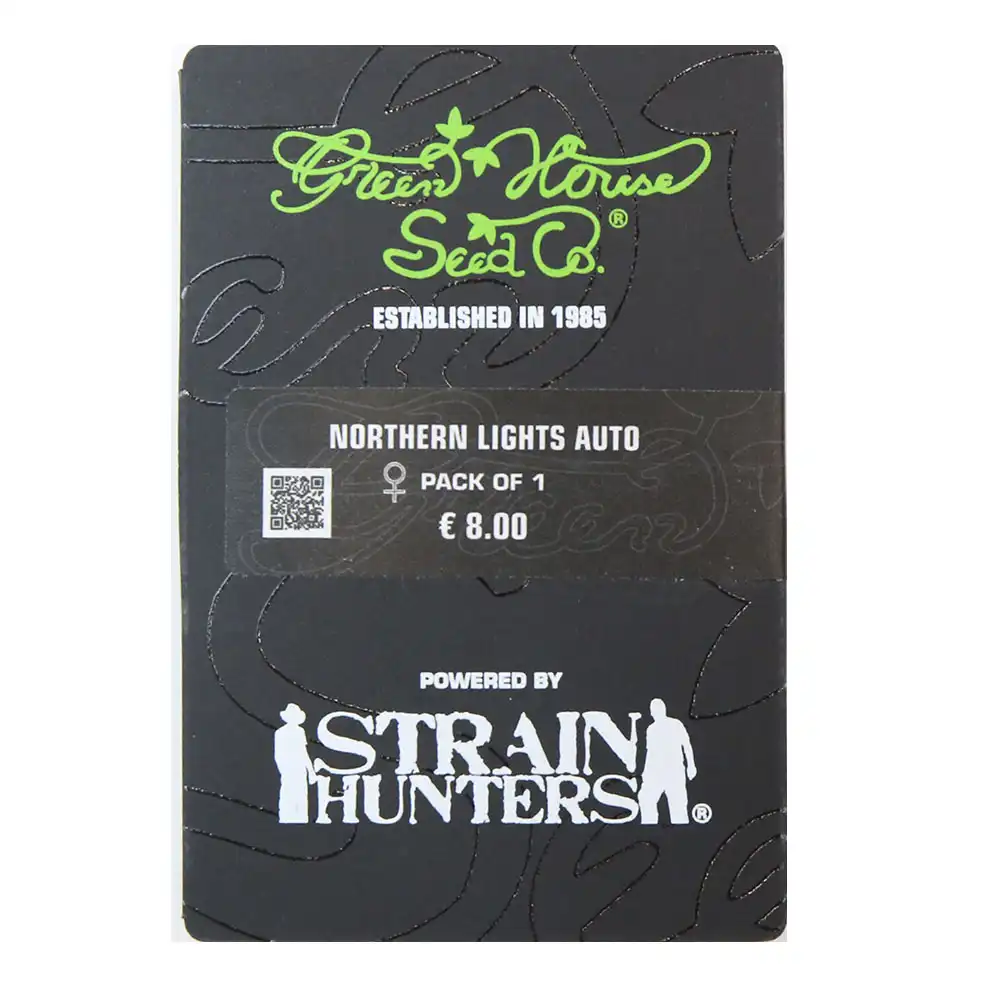 Green House
Seed Co.®
ESTABLISHED IN 1985
NORTHERN LIGHTS AUTO
♀ PACK OF 1
€ 8.00
POWERED BY
STRAIN
HUNTERS®